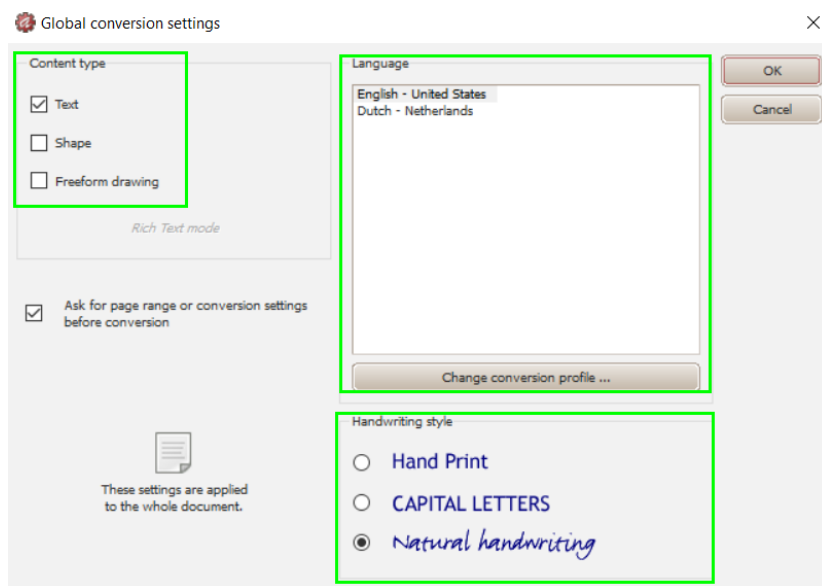 Global conversion settings
Content type
Text
Shape
Freeform drawing
Rich Text mode
Ask for page range or conversion settings
before conversion
These settings are applied
to the whole document.
Language
English - United States
Dutch - Netherlands
Change conversion profile ...
Handwriting style
Hand Print
CAPITAL LETTERS
Natural handwriting
OK
Cancel